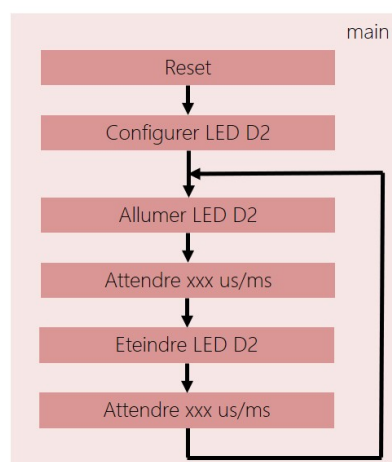 main
Reset
Configurer LED D2
Allumer LED D2
Attendre xxx us/ms
Eteindre LED D2
Attendre xxx us/ms